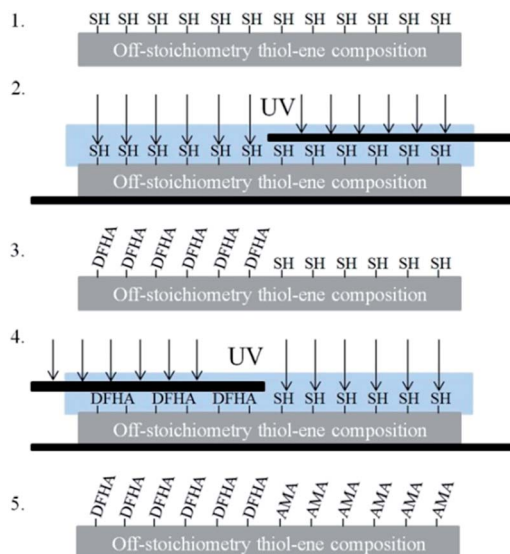 1. SH SH SH SH SH SH SH SH SH SH SH SH
Off-stoichiometry thiol-ene composition
2.
UV
SH SH SH SH SH SH SH SH SH SH SH SH
Off-stoichiometry thiol-ene composition
3.
DFHA DFHA DFHA DFHA DFHA DFHA SH SH SH SH SH SH
Off-stoichiometry thiol-ene composition
4.
UV
DFHA DFHA DFHA SH SH SH SH SH SH
Off-stoichiometry thiol-ene composition
5.
DFHA DFHA DFHA DFHA DFHA DFHA AMA AMA AMA AMA AMA AMA
Off-stoichiometry thiol-ene composition